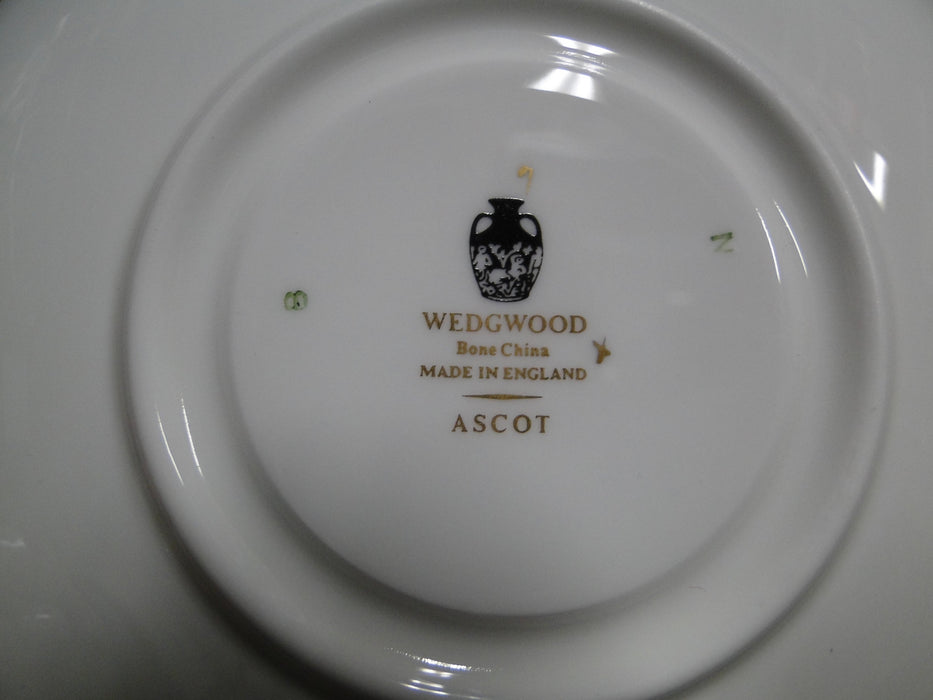 WEDGWOOD
Bone China
MADE IN ENGLAND
ASCOT